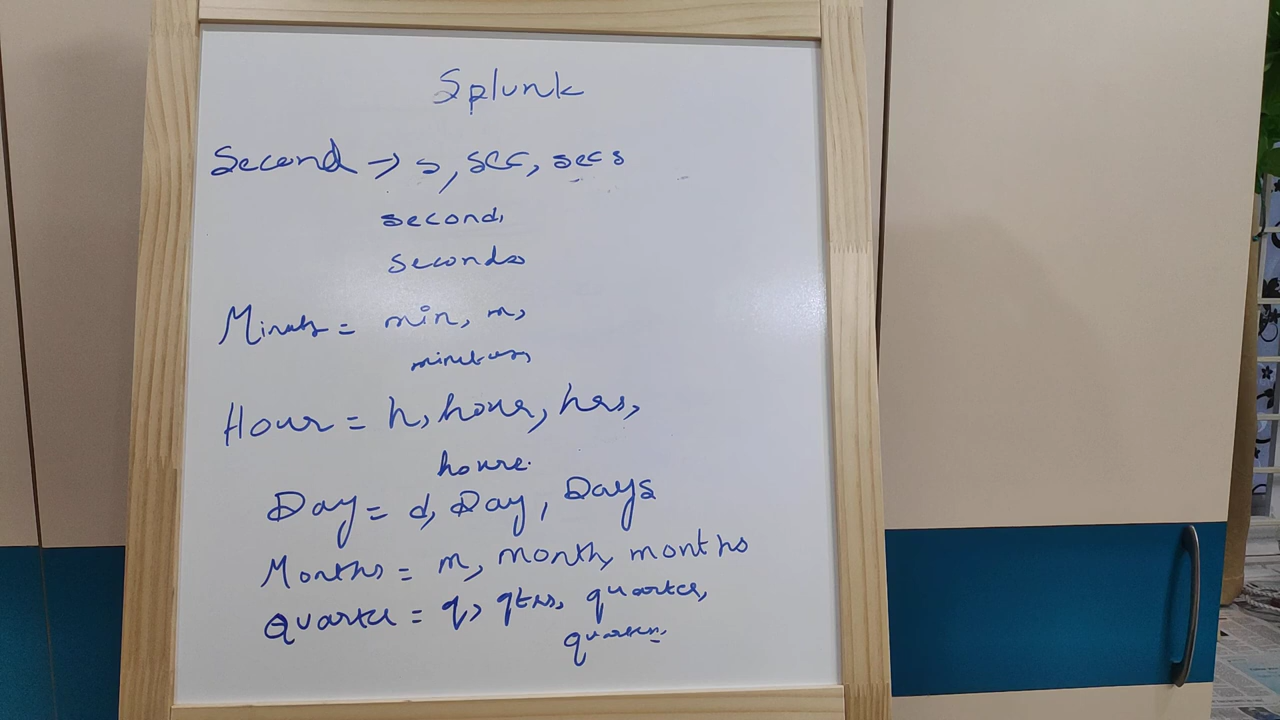 Splunk
Second → s, sec, secs
second,
seconds
Minuts = min, m,
minutes,
Hour = h, hour, hrs,
hours.
Day = d, Day, Days
Months = m, month, months
Quarter = q, qtrs, quarter,
quarters.